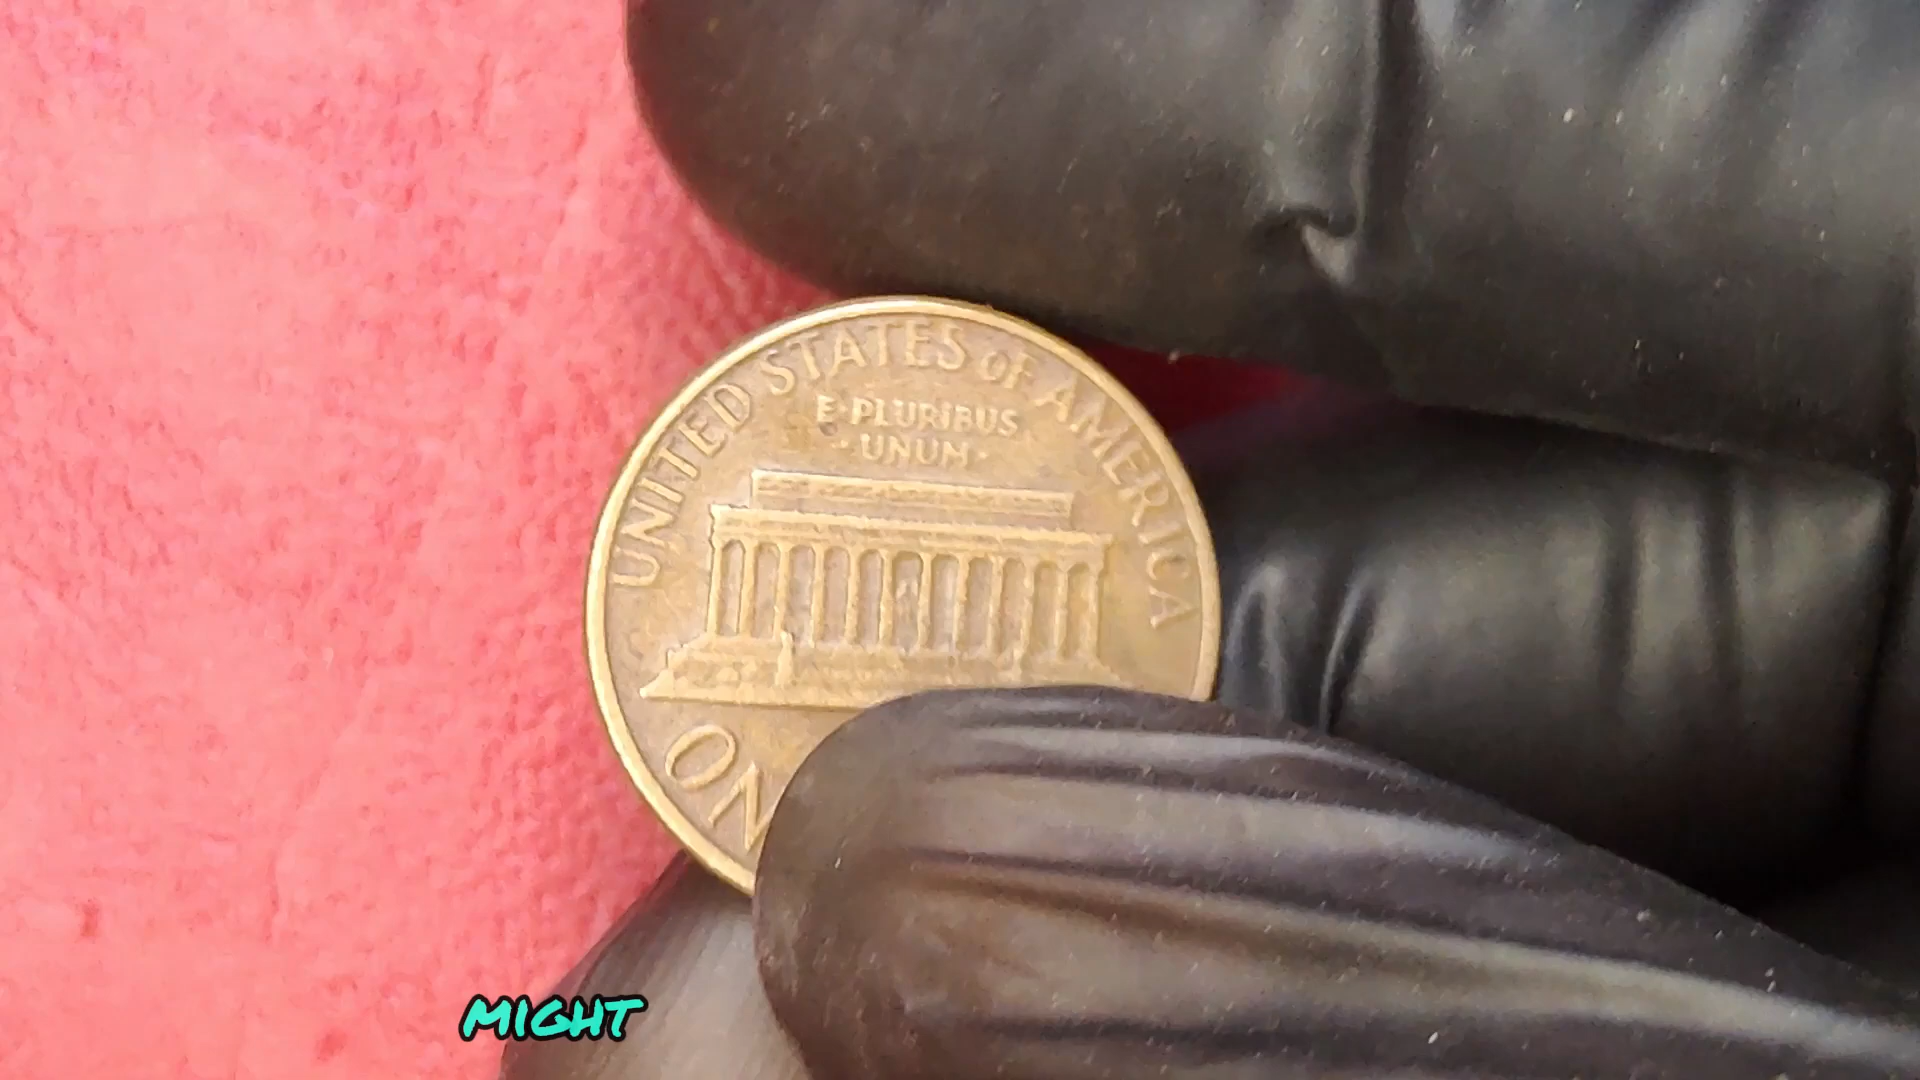 UNITED STATES OF AMERICA
E·PLURIBUS
·UNUM·
ON
MIGHT